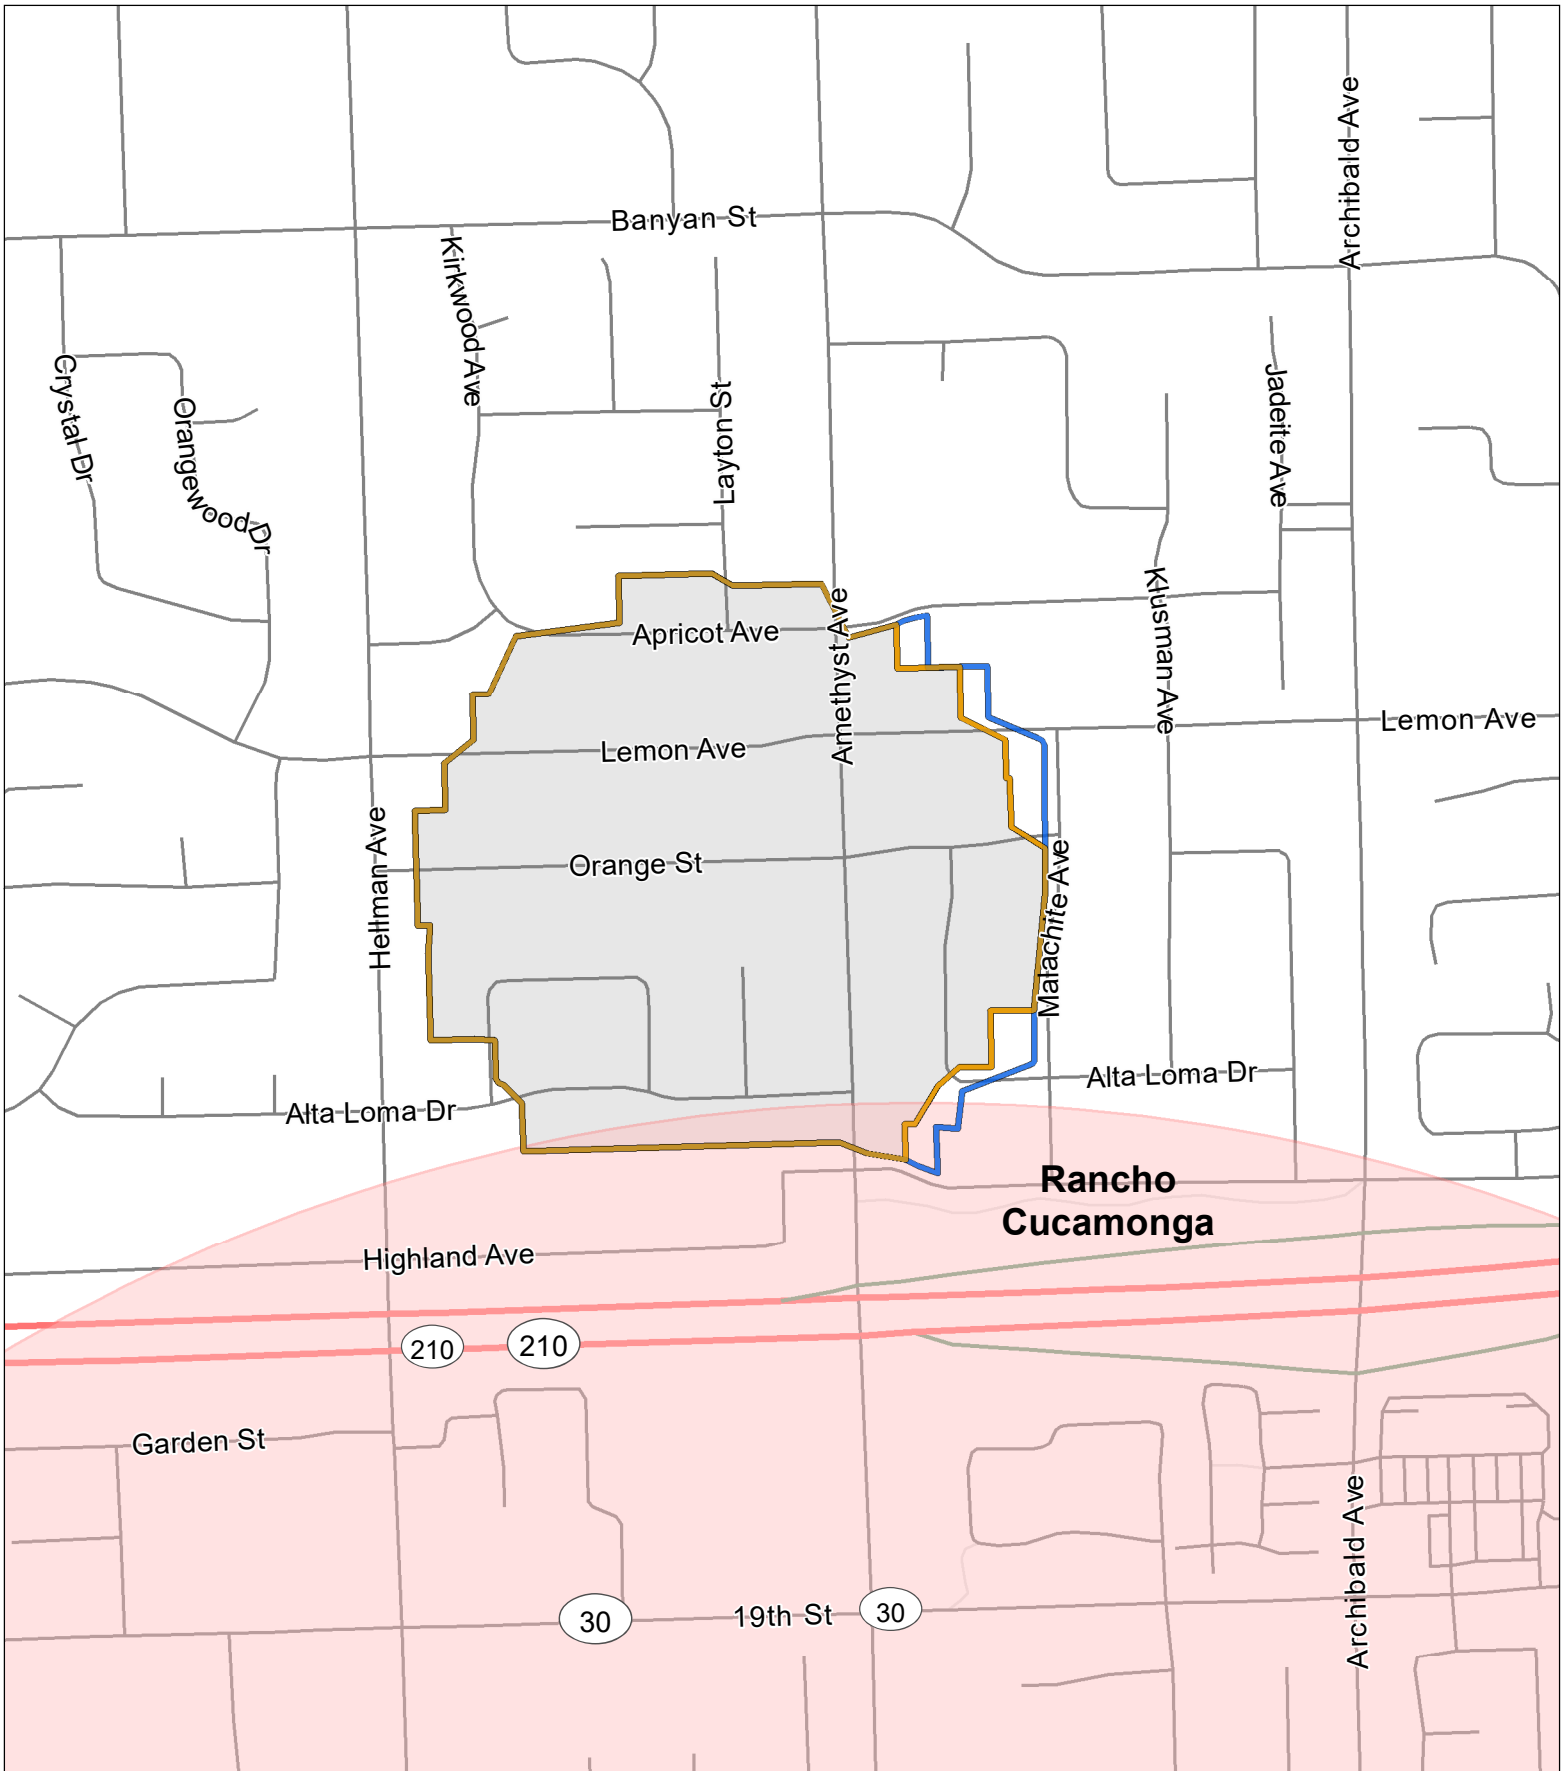 Archibald Ave
Banyan St
Kirkwood Ave
Crystal Dr
Orangewood Dr
Layton St
Jadeite Ave
Klusman Ave
Apricot Ave
Amethyst Ave
Lemon Ave
Lemon Ave
Hellman Ave
Orange St
Malachite Ave
Alta Loma Dr
Alta Loma Dr
Rancho
Cucamonga
Highland Ave
210
210
Garden St
Archibald Ave
30
19th St
30